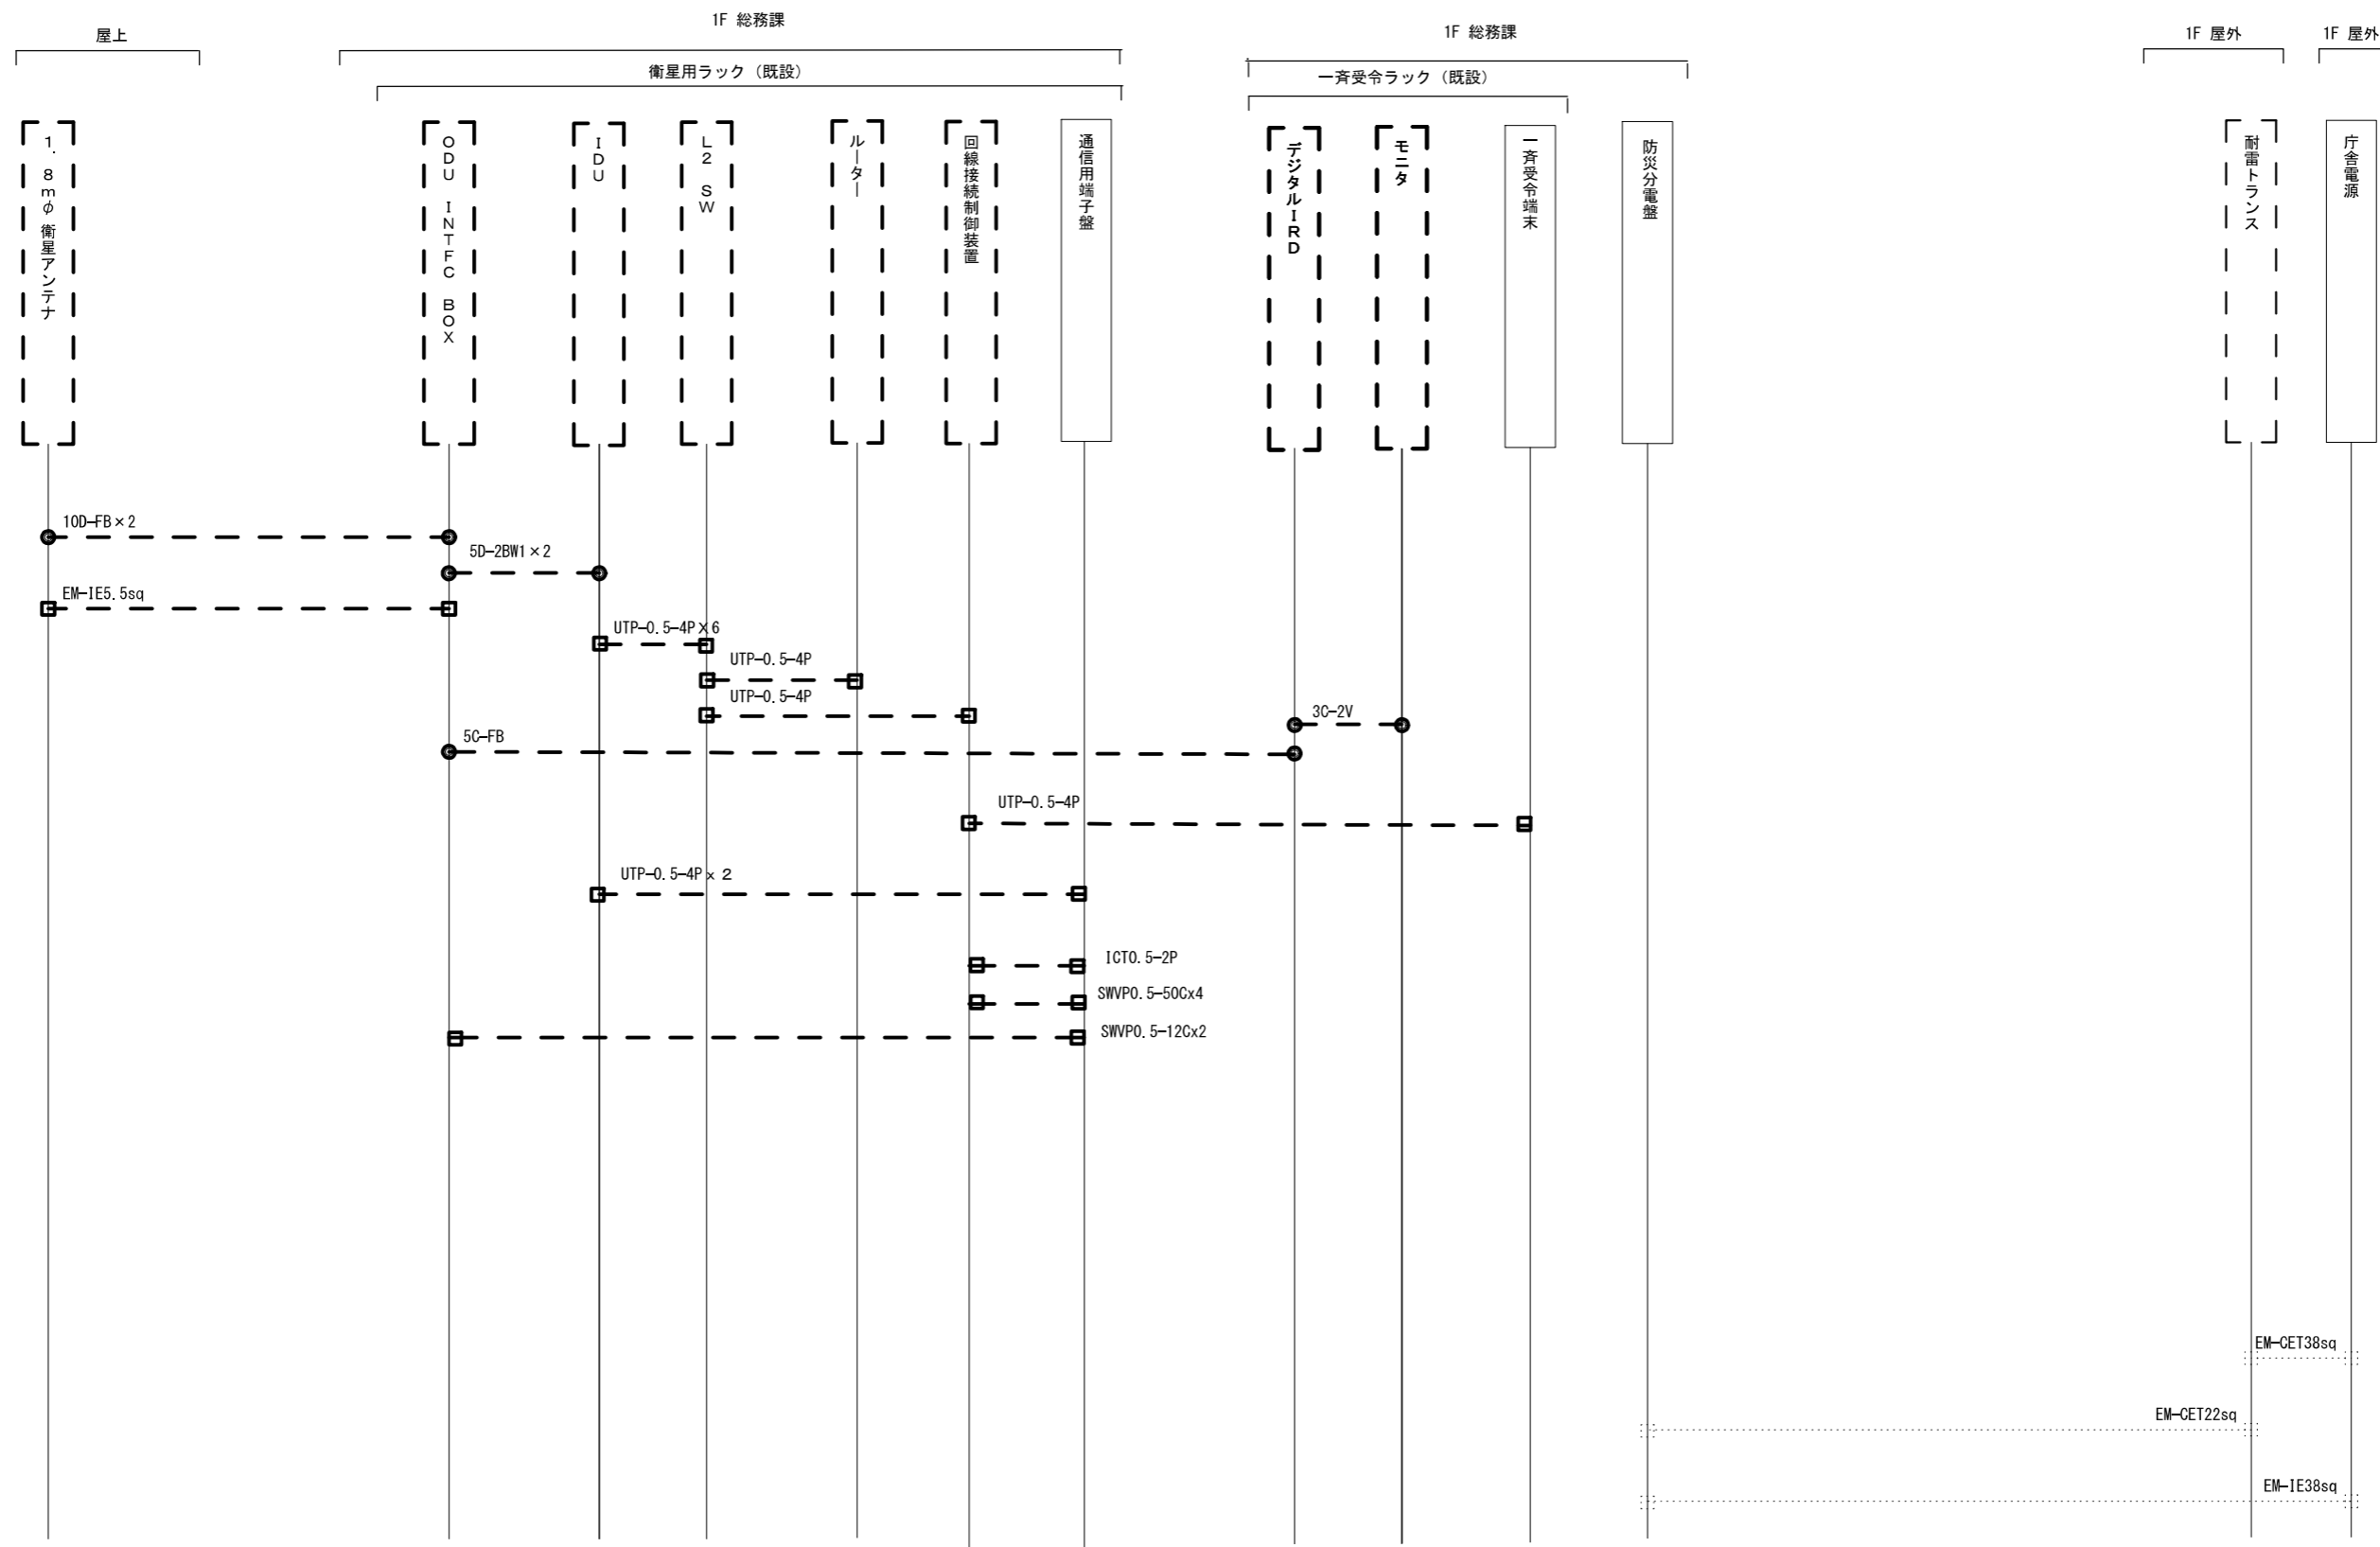 屋上
1F 総務課
衛星用ラック（既設）
1F 総務課
一斉受令ラック（既設）
1F 屋外
1F 屋外
1.8mφ衛星アンテナ
ODU INTFC BOX
IDU
L2 SW
ルーター
回線接続制御装置
通信用端子盤
デジタルIRD
モニタ
一斉受令端末
防災分電盤
耐雷トランス
庁舎電源
10D-FB×2
5D-2BW1×2
EM-IE5.5sq
UTP-0.5-4P×6
UTP-0.5-4P
UTP-0.5-4P
3C-2V
5C-FB
UTP-0.5-4P
UTP-0.5-4P×２
ICT0.5-2P
SWVP0.5-50Cx4
SWVP0.5-12Cx2
EM-CET38sq
EM-CET22sq
EM-IE38sq